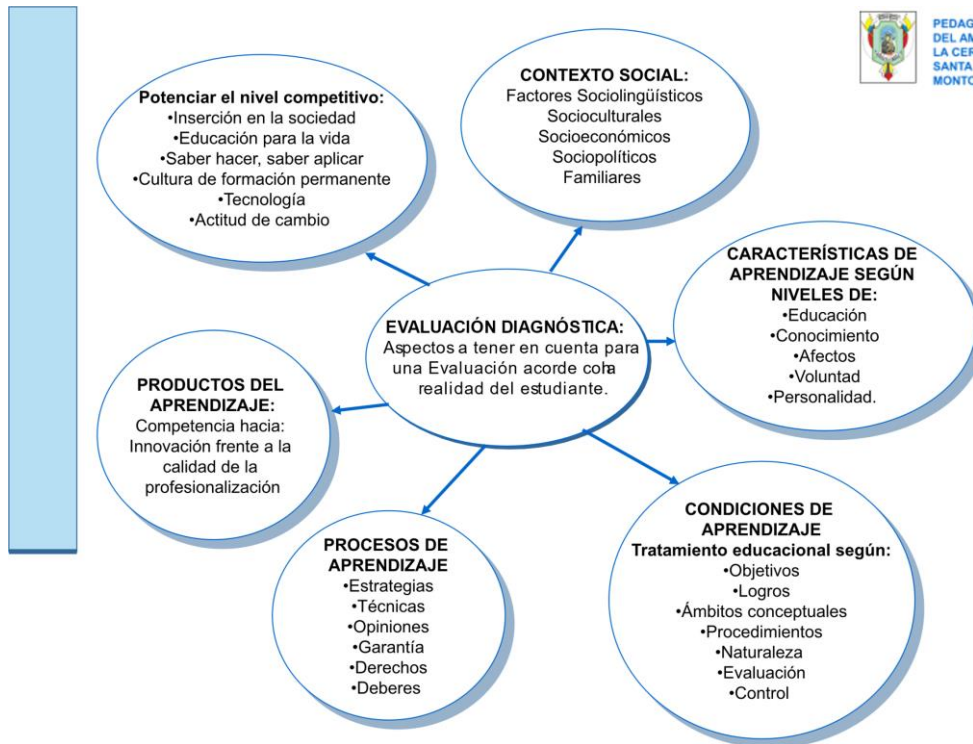 PEDAG
DEL AM
LA CER
SANTA
MONTO
Potenciar el nivel competitivo:
•Inserción en la sociedad
•Educación para la vida
•Saber hacer, saber aplicar
•Cultura de formación permanente
•Tecnología
•Actitud de cambio
CONTEXTO SOCIAL:
Factores Sociolingüísticos
Socioculturales
Socioeconómicos
Sociopolíticos
Familiares
CARACTERÍSTICAS DE
APRENDIZAJE SEGÚN
NIVELES DE:
•Educación
•Conocimiento
•Afectos
•Voluntad
•Personalidad.
EVALUACIÓN DIAGNÓSTICA:
Aspectos a tener en cuenta para
una Evaluación acorde con la
realidad del estudiante.
PRODUCTOS DEL
APRENDIZAJE:
Competencia hacia:
Innovación frente a la
calidad de la
profesionalización
PROCESOS DE
APRENDIZAJE
•Estrategias
•Técnicas
•Opiniones
•Garantía
•Derechos
•Deberes
CONDICIONES DE
APRENDIZAJE
Tratamiento educacional según:
•Objetivos
•Logros
•Ámbitos conceptuales
•Procedimientos
•Naturaleza
•Evaluación
•Control